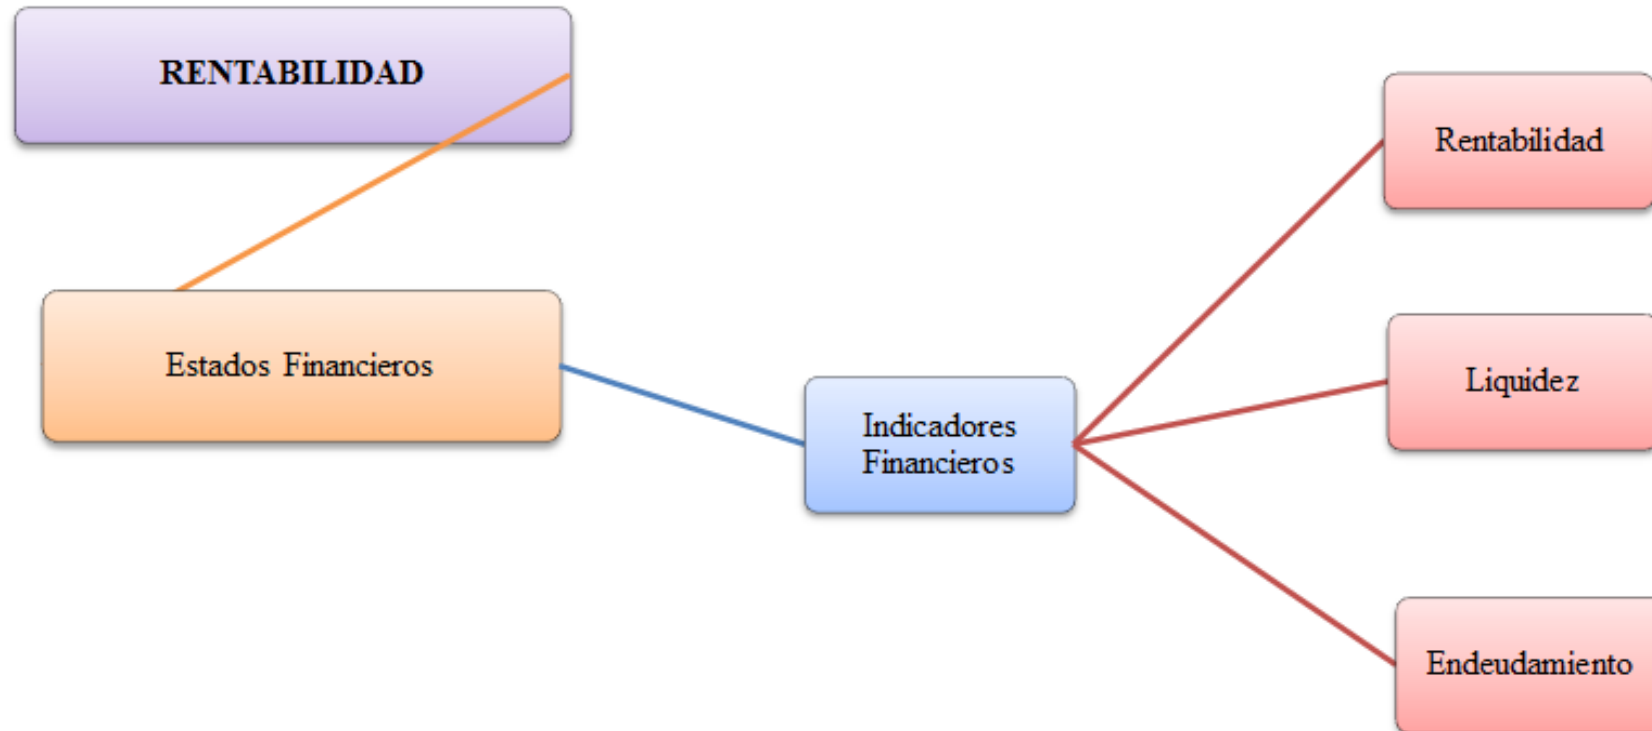 RENTABILIDAD
Rentabilidad
Estados Financieros
Liquidez
Indicadores
Financieros
Endeudamiento